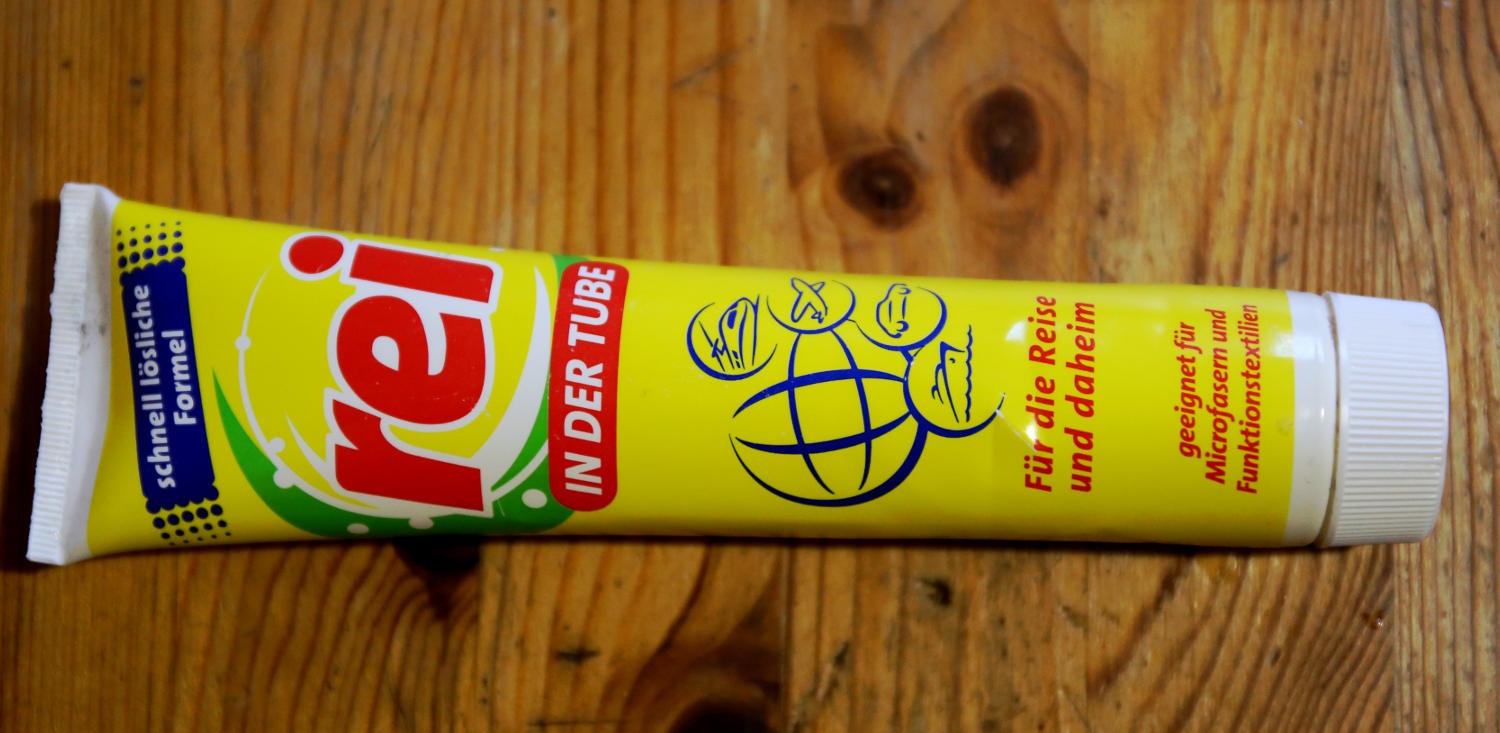 schnell lösliche
Formel
rei
IN DER TUBE
Für die Reise
und daheim
geeignet für
Microfasern und
Funktionstextilien